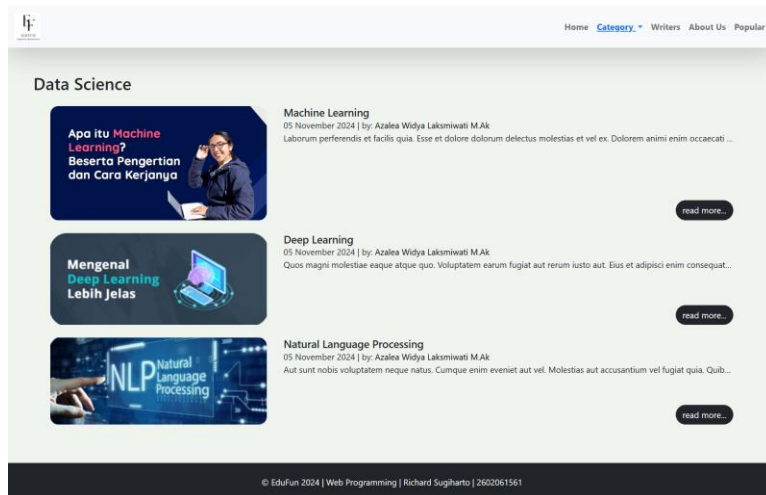 EF
Home Category Writers About Us Popular
Data Science
Apa itu Machine
Learning?
Beserta Pengertian
dan Cara Kerjanya
Machine Learning
05 November 2024 | by: Azalea Widya Laksmiwati M.Ak
Laborum perferendis et facilis quia. Esse et dolore dolorum delectus molestias et vel ex. Dolorem animi enim occaecati ...
read more...
Mengenal
Deep Learning
Lebih Jelas
Deep Learning
05 November 2024 | by: Azalea Widya Laksmiwati M.Ak
Quos magni molestiae eaque atque quo. Voluptatem earum fugiat aut rerum iusto aut. Eius et adipisci enim consequat...
read more...
NLP Natural
Language
Processing
Natural Language Processing
05 November 2024 | by: Azalea Widya Laksmiwati M.Ak
Aut sunt nobis voluptatem neque natus. Cumque enim eveniet aut vel. Molestias aut accusantium vel fugiat quia. Quib...
read more...
© EduFun 2024 | Web Programming | Richard Sugiharto | 2602061561